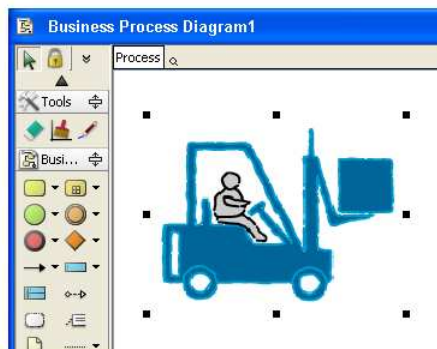 Business Process Diagram1
Process
Tools
Busi...